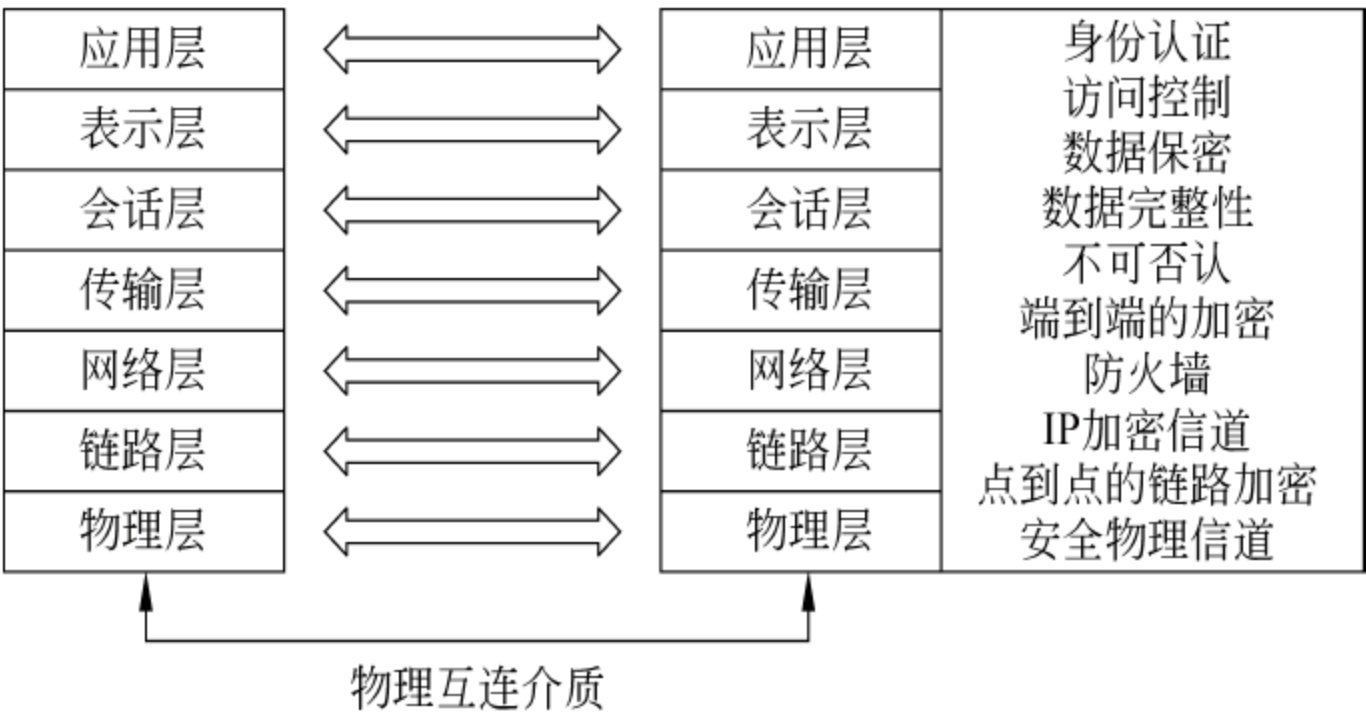 应用层
表示层
会话层
传输层
网络层
链路层
物理层
应用层
表示层
会话层
传输层
网络层
链路层
物理层
身份认证
访问控制
数据保密
数据完整性
不可否认
端到端的加密
防火墙
IP加密信道
点到点的链路加密
安全物理信道
物理互连介质